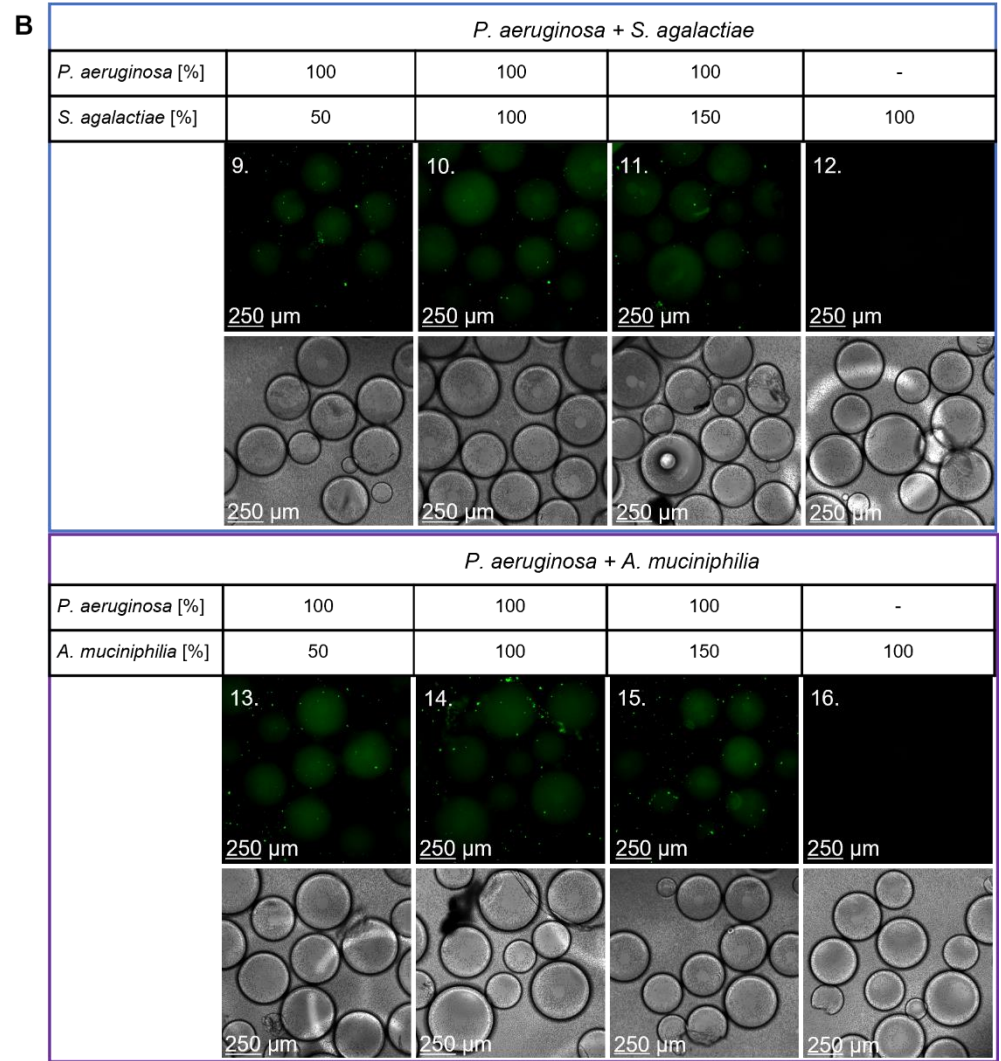 B
P. aeruginosa + S. agalactiae
P. aeruginosa [%] 100 100 100 -
S. agalactiae [%] 50 100 150 100
9. 10. 11. 12.
250 µm 250 µm 250 µm 250 µm
250 µm 250 µm 250 µm 250 µm
P. aeruginosa + A. muciniphilia
P. aeruginosa [%] 100 100 100 -
A. muciniphilia [%] 50 100 150 100
13. 14. 15. 16.
250 µm 250 µm 250 µm 250 µm
250 µm 250 µm 250 µm 250 µm